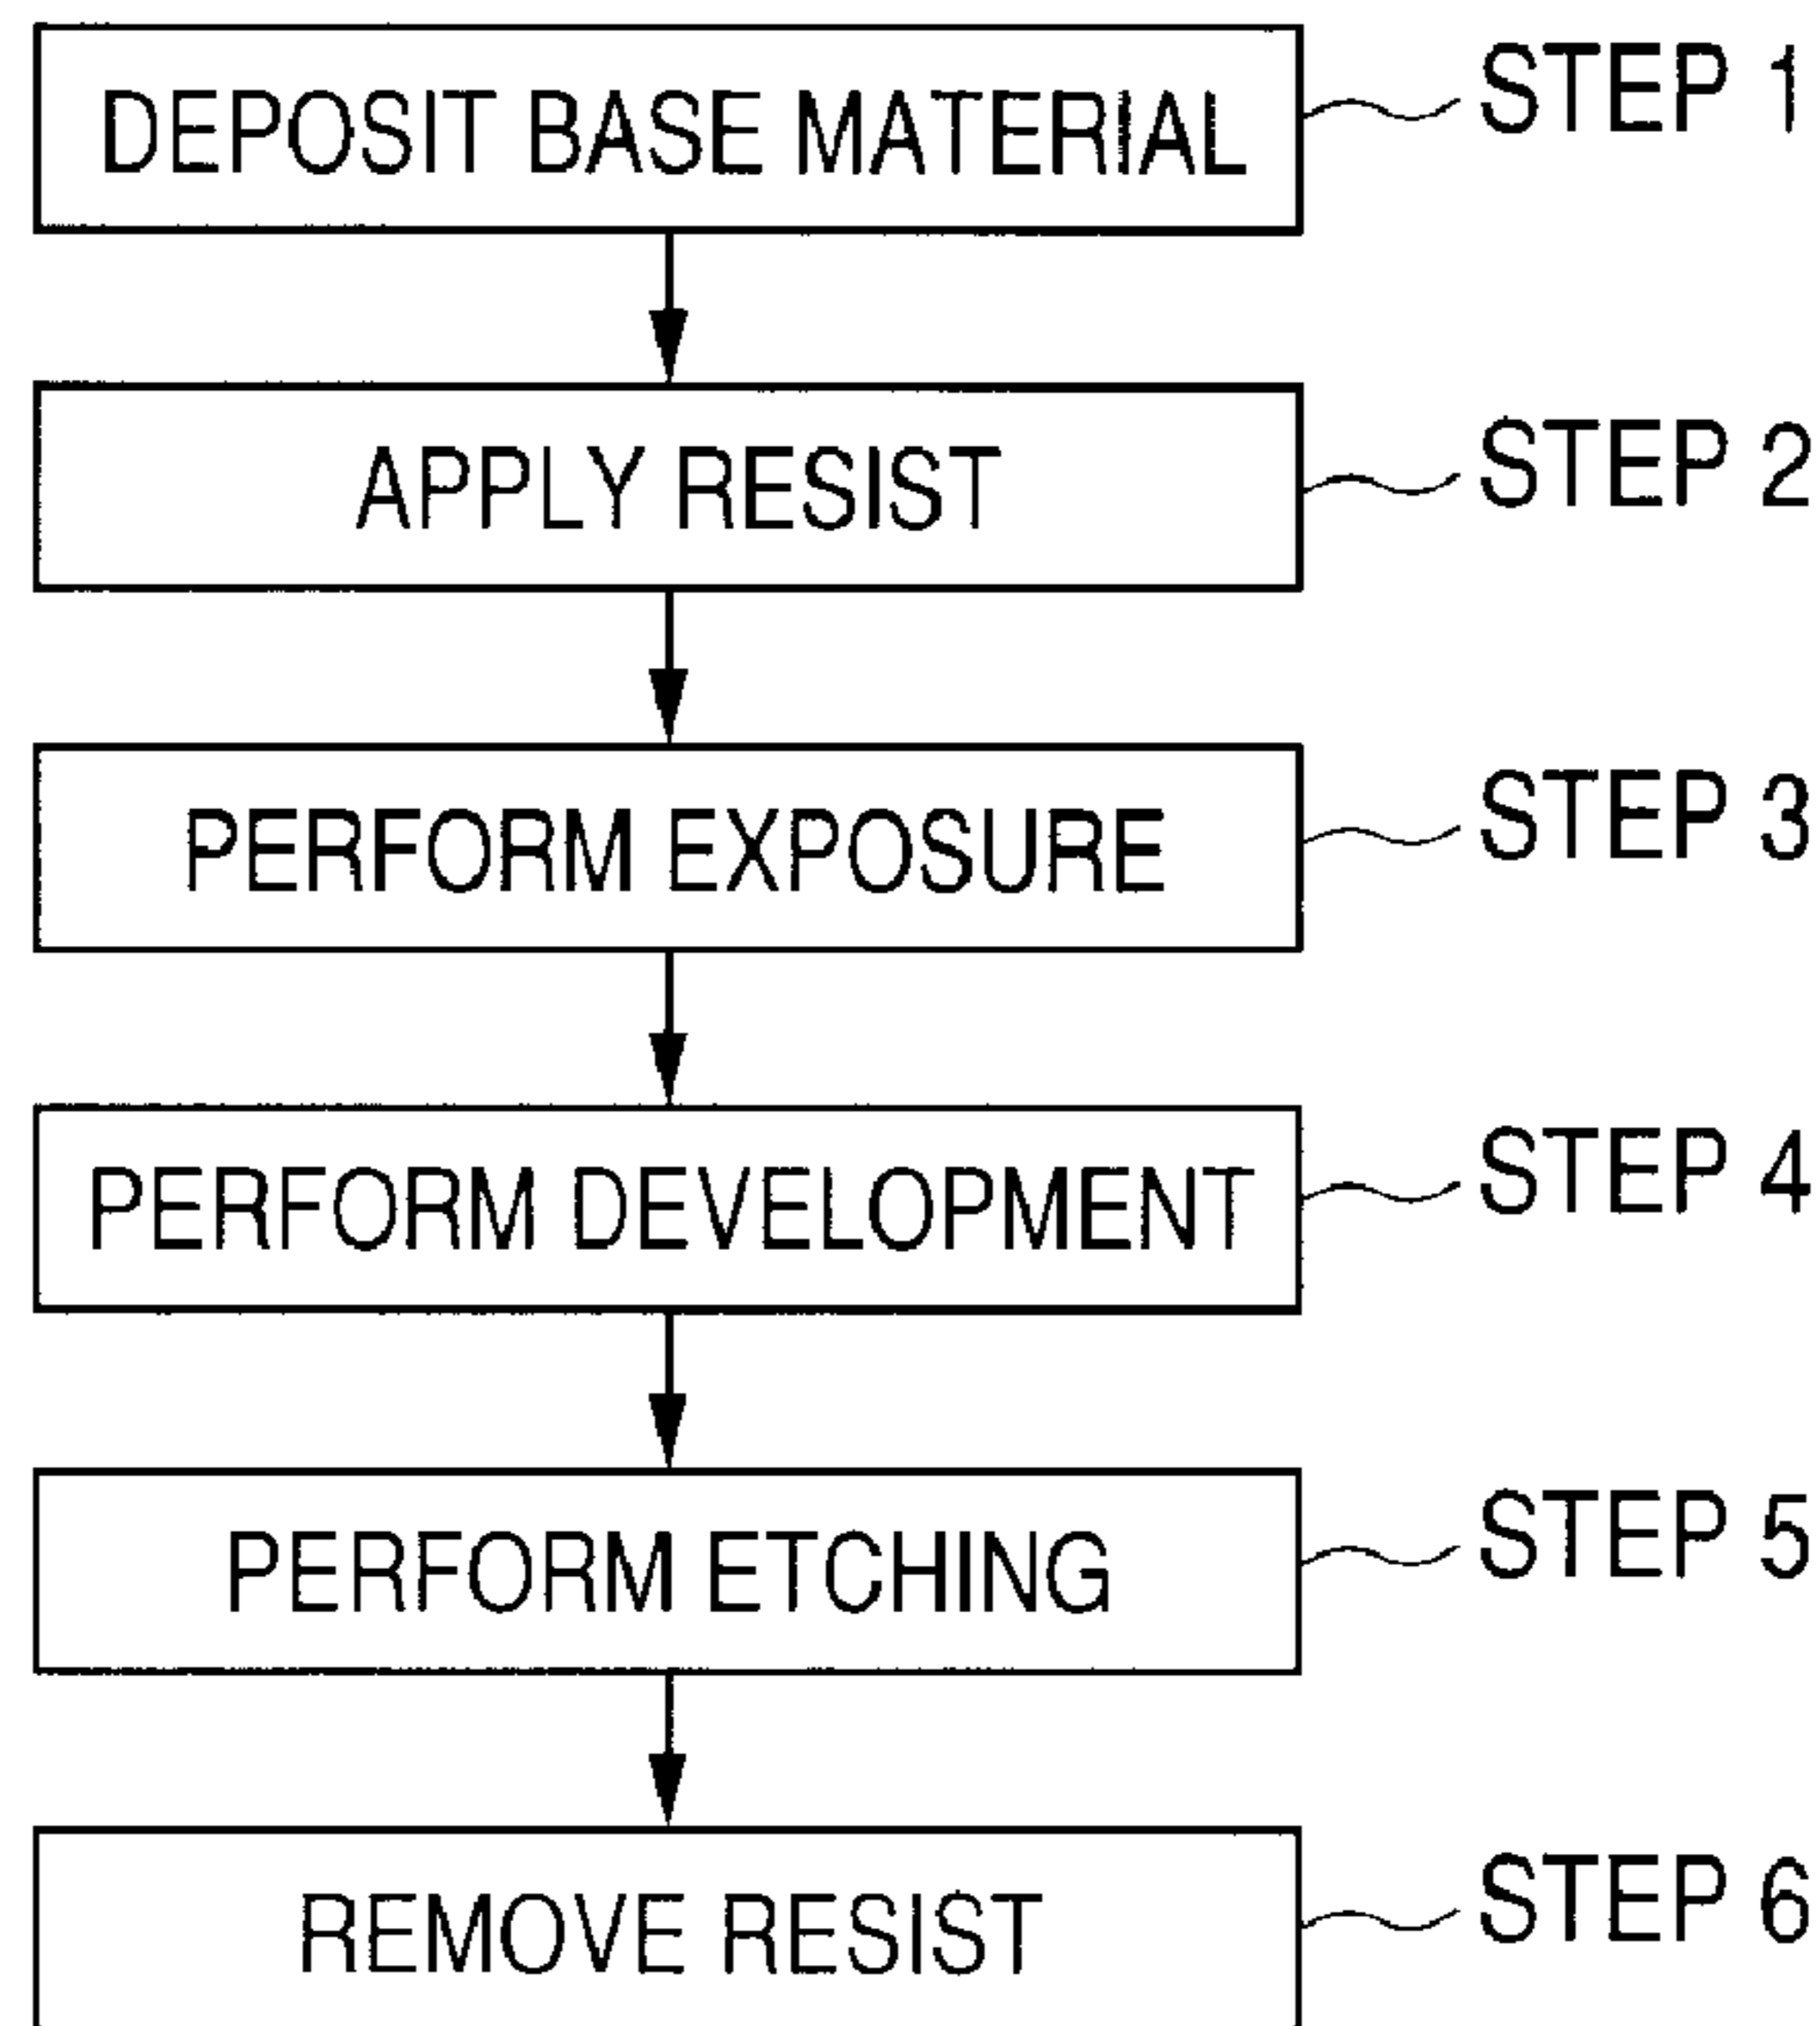 DEPOSIT BASE MATERIAL STEP 1
APPLY RESIST STEP 2
PERFORM EXPOSURE STEP 3
PERFORM DEVELOPMENT STEP 4
PERFORM ETCHING STEP 5
REMOVE RESIST STEP 6